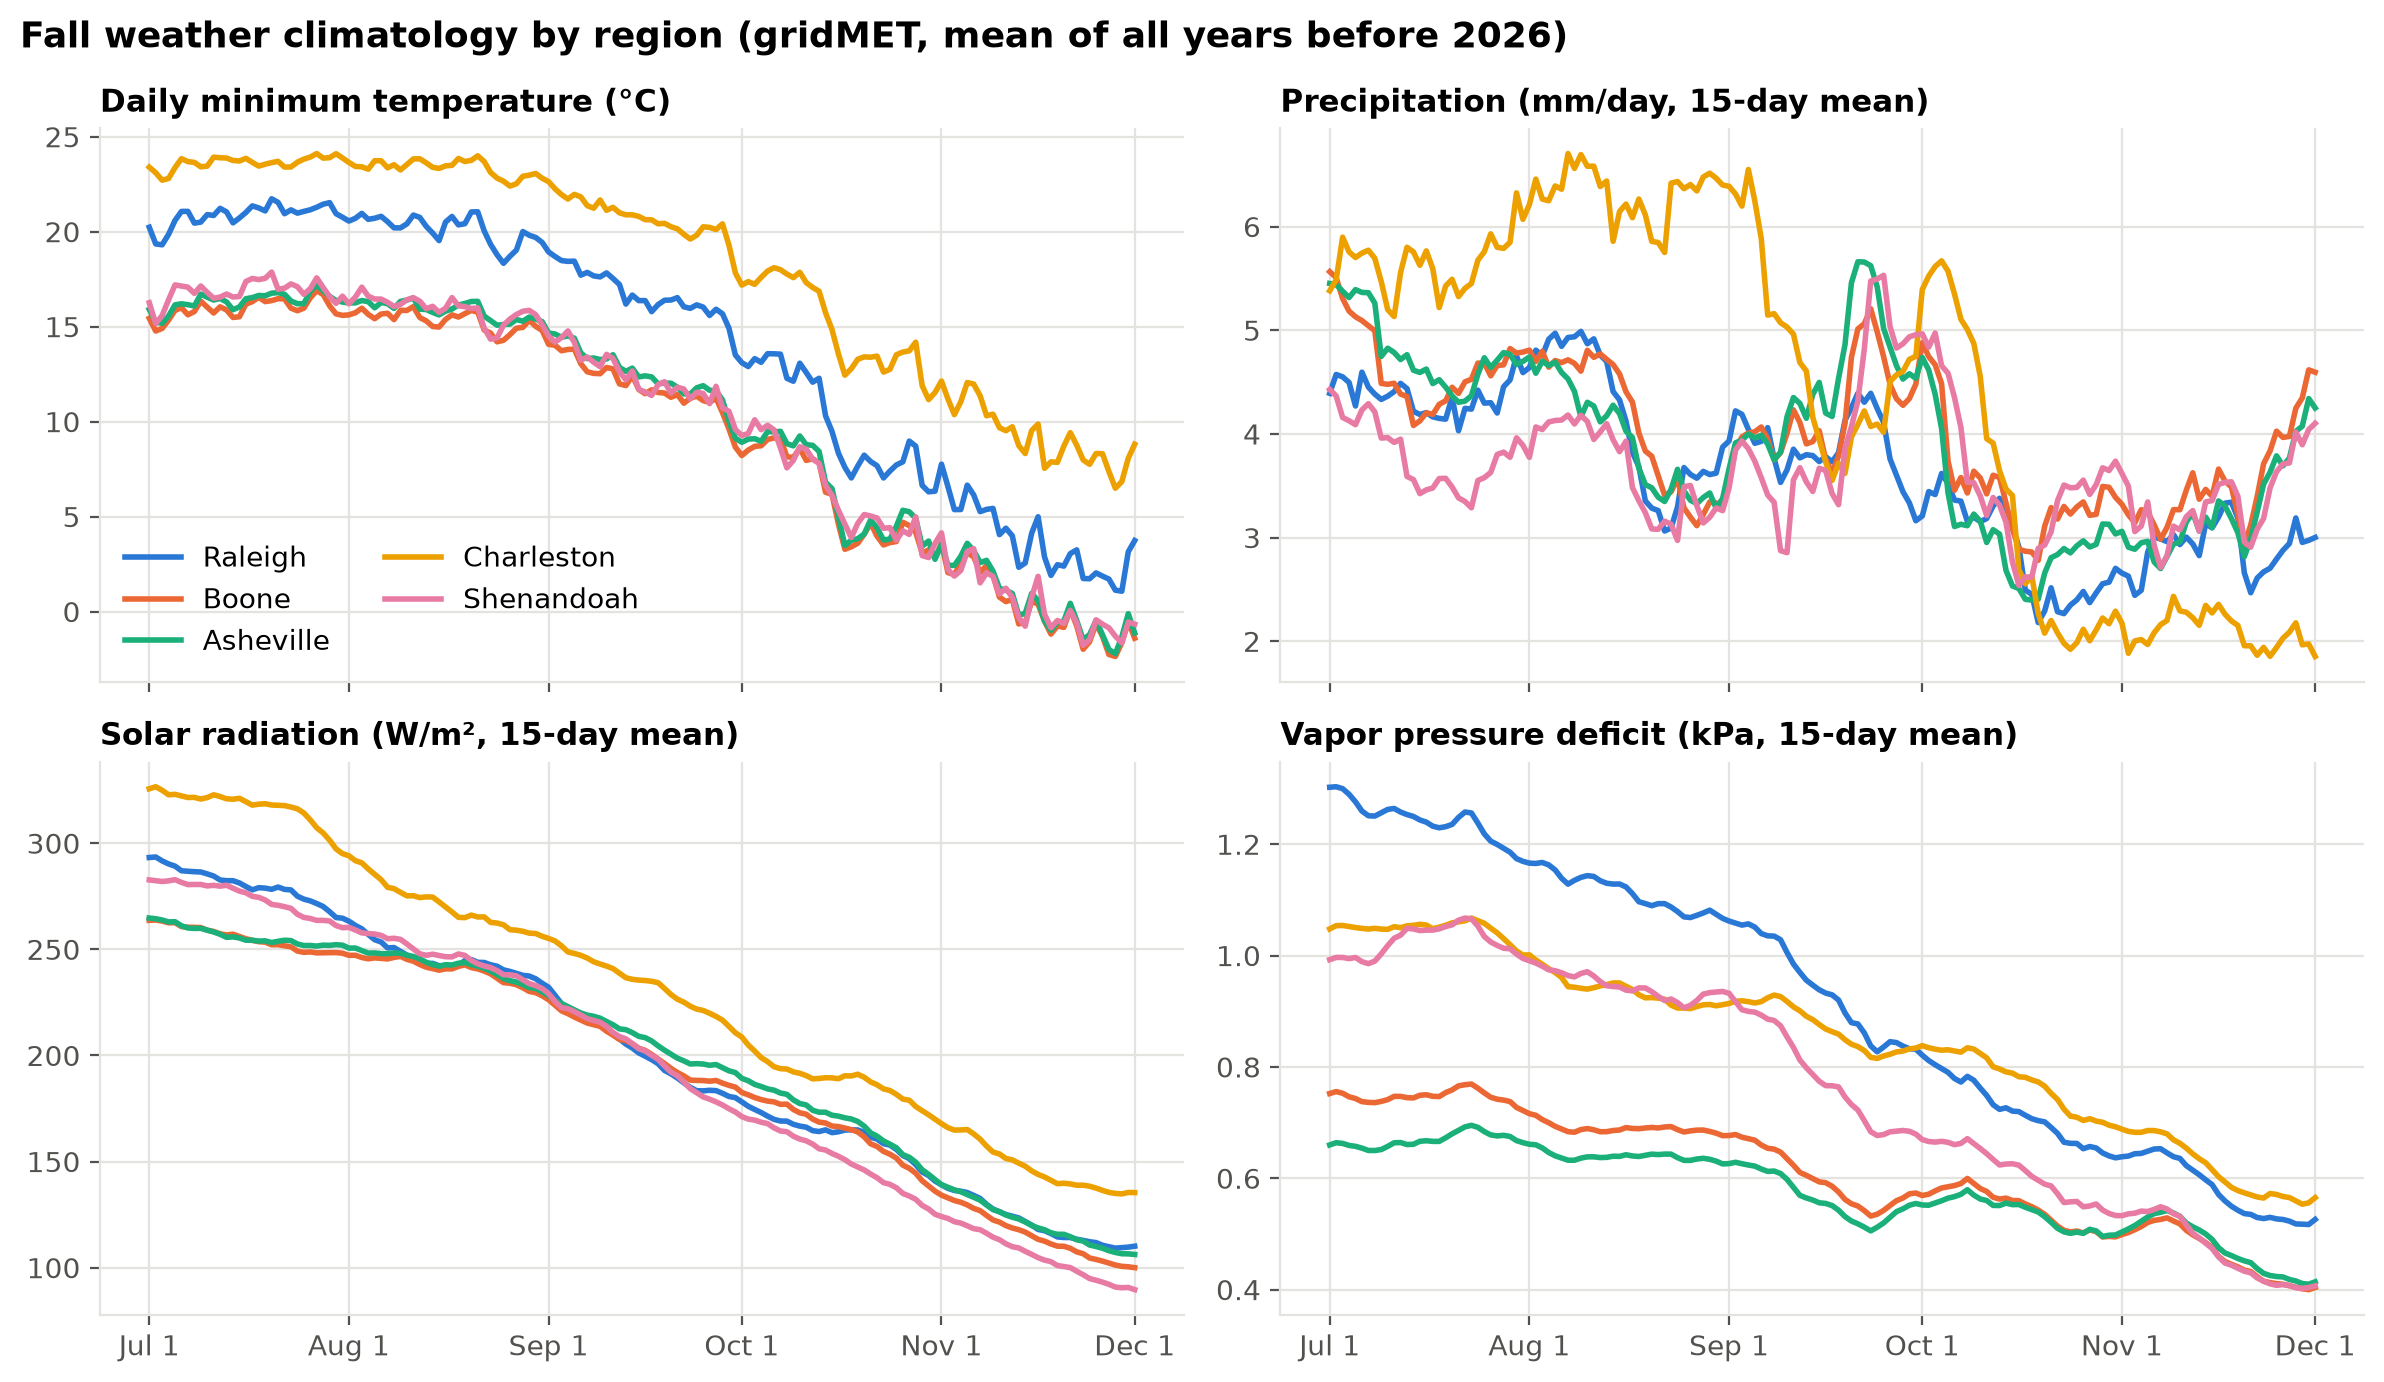 Fall weather climatology by region (gridMET, mean of all years before 2026)
Daily minimum temperature (°C)
25
20
15
10
5
0
Raleigh
Boone
Asheville
Charleston
Shenandoah
Precipitation (mm/day, 15-day mean)
6
5
4
3
2
Solar radiation (W/m², 15-day mean)
300
250
200
150
100
Jul 1 Aug 1 Sep 1 Oct 1 Nov 1 Dec 1
Vapor pressure deficit (kPa, 15-day mean)
1.2
1.0
0.8
0.6
0.4
Jul 1 Aug 1 Sep 1 Oct 1 Nov 1 Dec 1